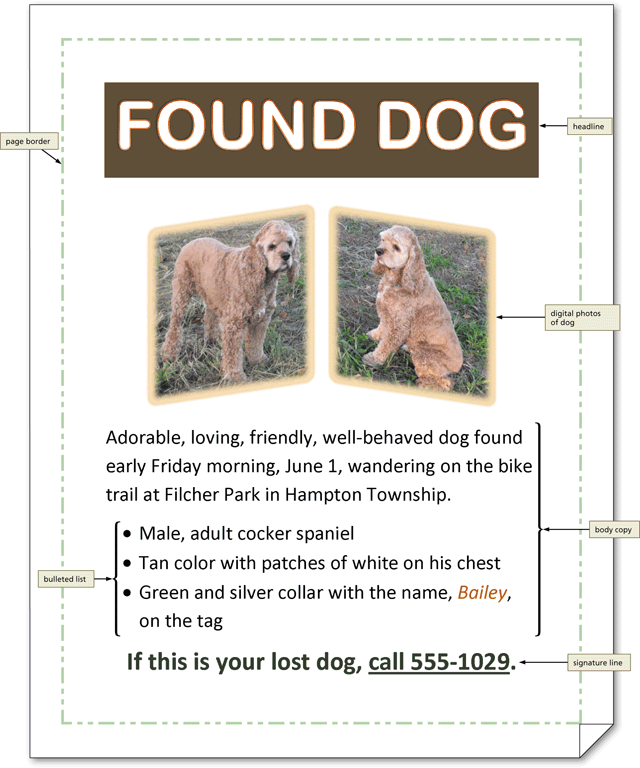 FOUND DOG
page border
headline
digital photos
of dog
Adorable, loving, friendly, well-behaved dog found
early Friday morning, June 1, wandering on the bike
trail at Filcher Park in Hampton Township.
body copy
• Male, adult cocker spaniel
• Tan color with patches of white on his chest
bulleted list
• Green and silver collar with the name, Bailey,
on the tag
If this is your lost dog, call 555-1029.
signature line